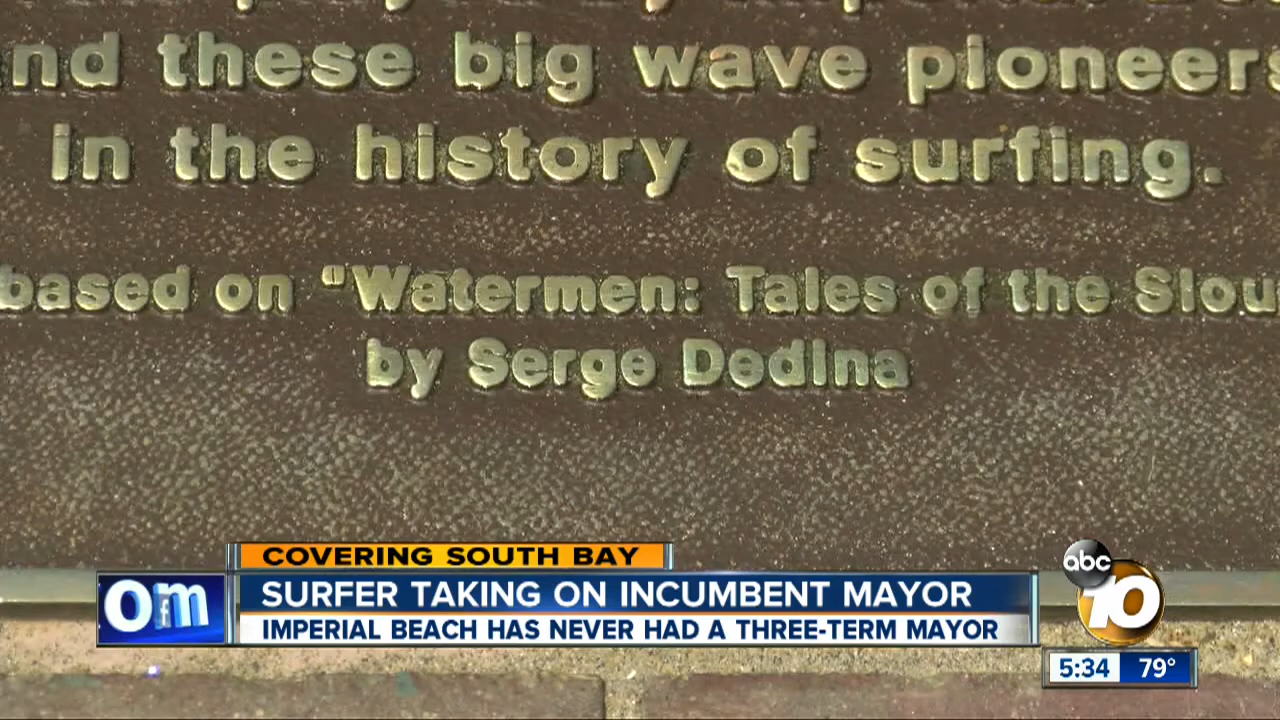 nd these big wave pioneers
in the history of surfing.
based on "Watermen: Tales of the Slou
by Serge Dedina
COVERING SOUTH BAY
SURFER TAKING ON INCUMBENT MAYOR
IMPERIAL BEACH HAS NEVER HAD A THREE-TERM MAYOR
abc
10
5:34 79°